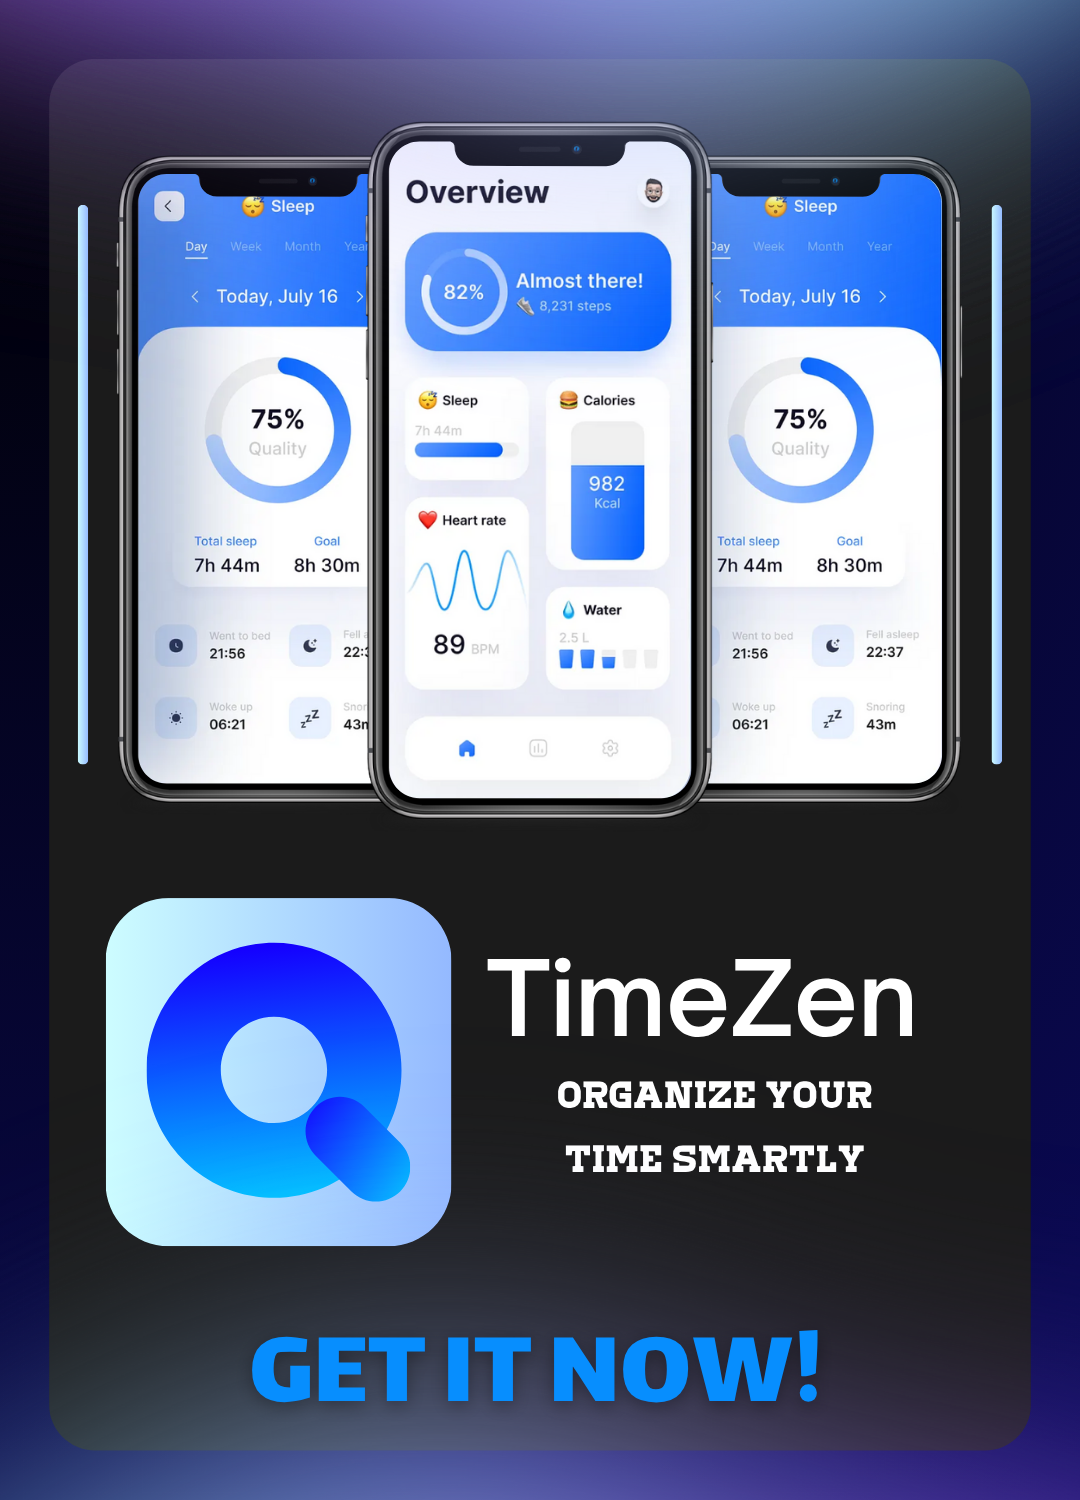 Sleep
Day Week Month Year
Today, July 16
75%
Quality
Total sleep Goal
7h 44m 8h 30m
Went to bed Fell
21:56
Woke up
06:21
Overview
82%
Almost there!
8,231 steps
Sleep
7h 44m
Calories
982
Kcal
Heart rate
89 BPM
Water
2.5 L
Sleep
Day Week Month Year
Today, July 16
75%
Quality
Total sleep Goal
7h 44m 8h 30m
Went to bed Fell asleep
21:56 22:37
Woke up Snoring
06:21 43m
zzZ
TimeZen
ORGANIZE YOUR
TIME SMARTLY
GET IT NOW!